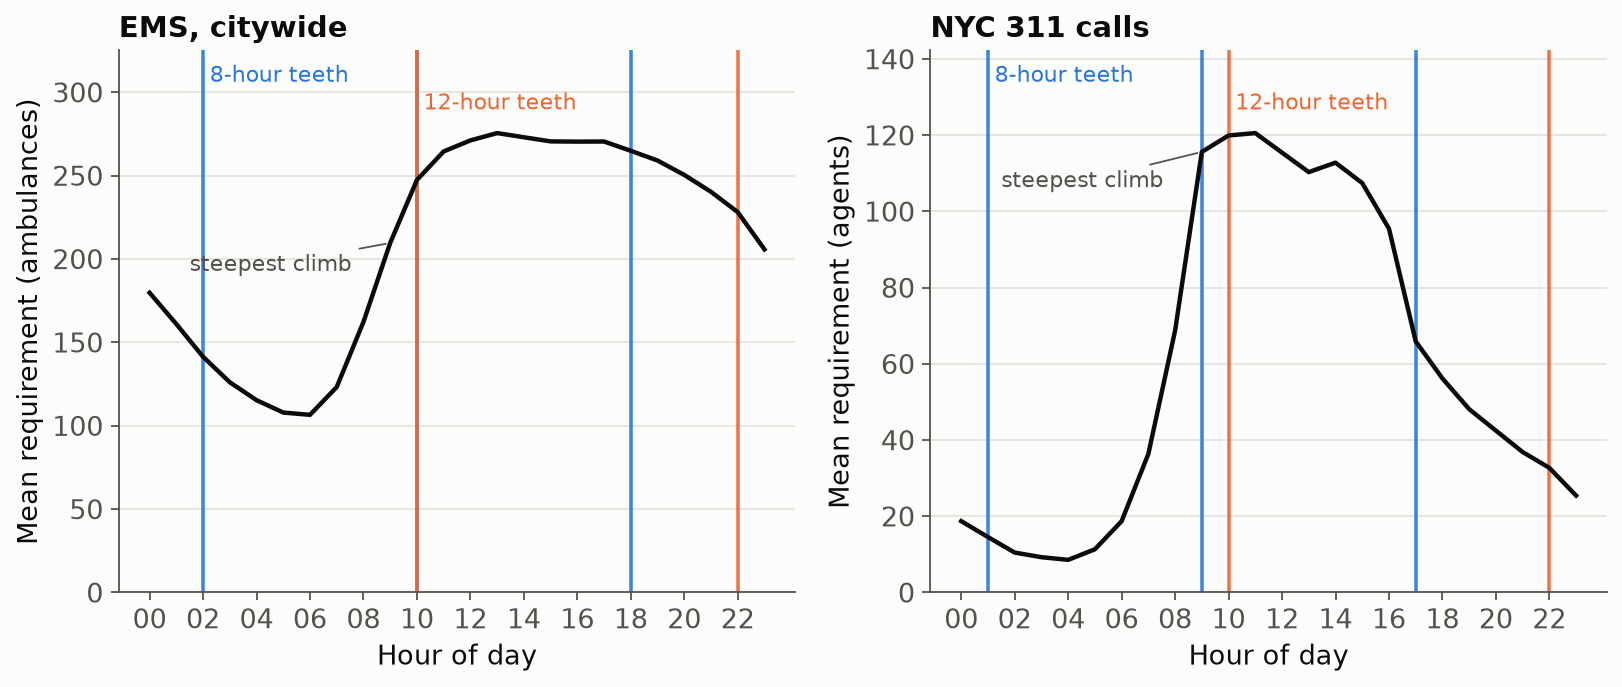 EMS, citywide
8-hour teeth
12-hour teeth
steepest climb
Mean requirement (ambulances)
300
250
200
150
100
50
0
00 02 04 06 08 10 12 14 16 18 20 22
Hour of day
NYC 311 calls
8-hour teeth
12-hour teeth
steepest climb
Mean requirement (agents)
140
120
100
80
60
40
20
0
00 02 04 06 08 10 12 14 16 18 20 22
Hour of day